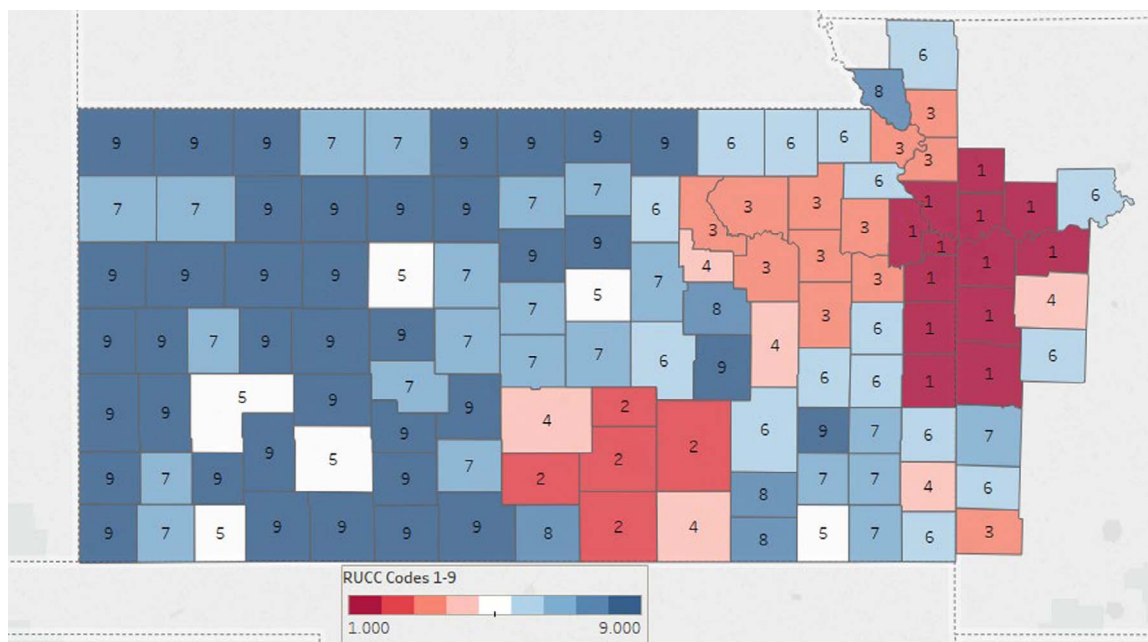 6
8
3
9 9 9 7 7 9 9 9 9 6 6 6 3 3
1
7 7 9 9 9 9 7 7 6 3 3 3 3 6 1 1 1 1 6
9 9 9 9 5 7 9 9 7 4 3 3 3 1 1 1 1
7 5 8 3 4
9 9 7 9 9 9 7 7 7 6 9 4 6 1 1 6
9 9 5 9 7 9 4 2 2 6 6 6 1 1
9 5 9 2 9 7 6 7
9 7 9 9 7 2 8 7 7 4 6
9 7 5 9 9 9 9 8 2 4 8 5 7 6 3
RUCC Codes 1-9
1.000 9.000